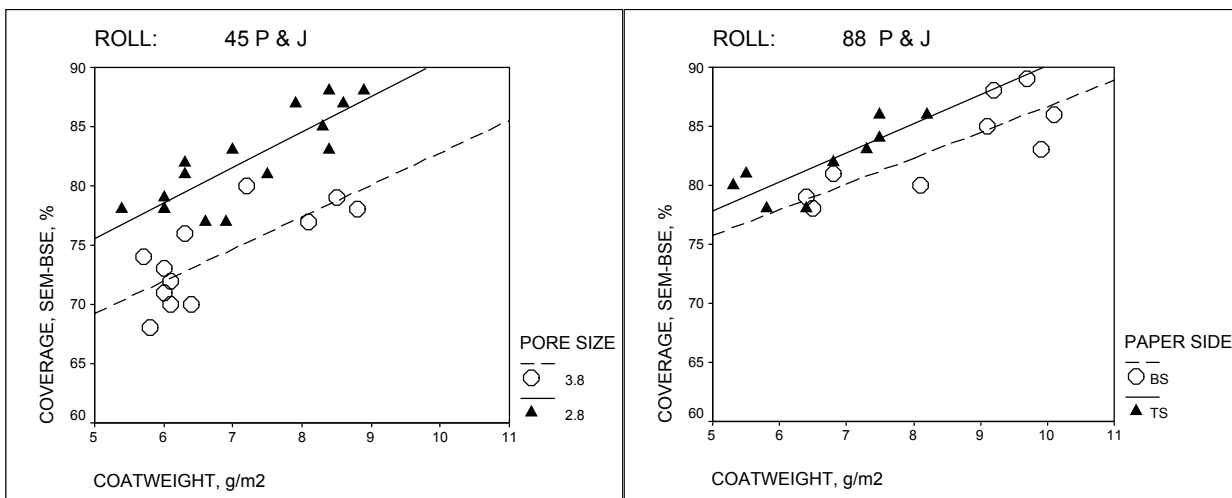 ROLL: 45 P & J
COVERAGE, SEM-BSE, %
90
85
80
75
70
65
60
5 6 7 8 9 10 11
COATWEIGHT, g/m2
PORE SIZE
3.8
2.8
ROLL: 88 P & J
COVERAGE, SEM-BSE, %
90
85
80
75
70
65
60
5 6 7 8 9 10 11
COATWEIGHT, g/m2
PAPER SIDE
BS
TS